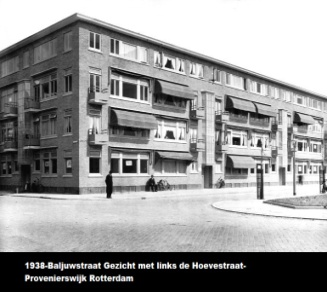 1938-Baljuwstraat Gezicht met links de Hoevestraat-
Provenierswijk Rotterdam